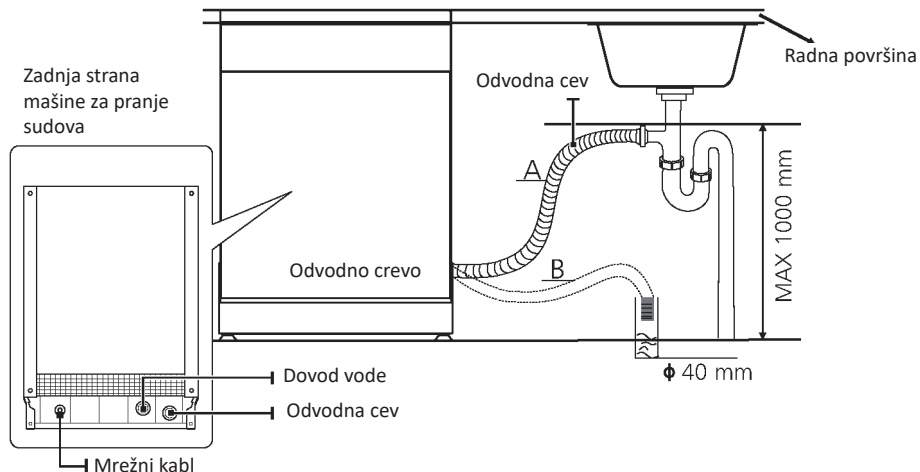 Radna površina
Odvodna cev
Zadnja strana
mašine za pranje
sudova
A
MAX 1000 mm
Odvodno crevo
B
ϕ 40 mm
Dovod vode
Odvodna cev
Mrežni kabl